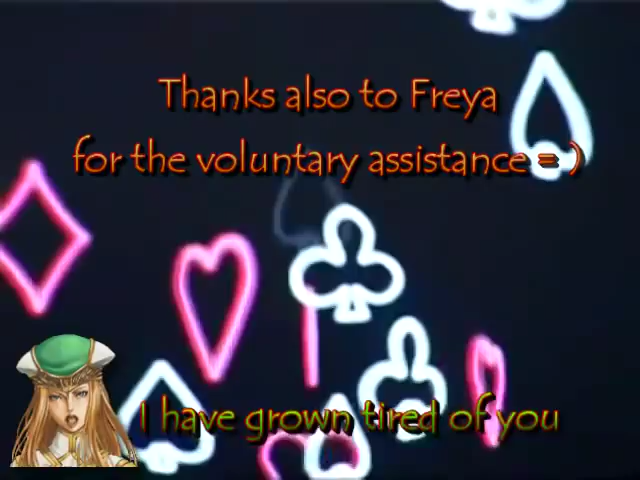 Thanks also to Freya
for the voluntary assistance = )
I have grown tired of you